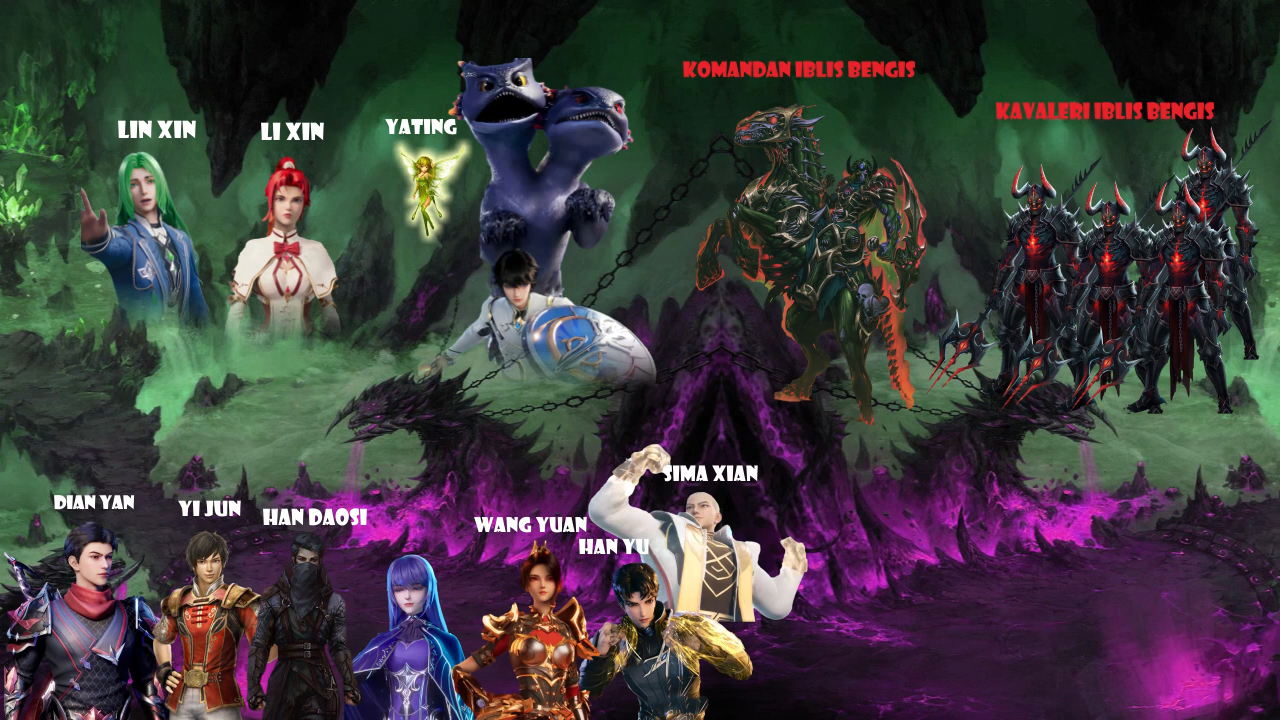 KOMANDAN IBLIS BENGIS
KAVALERI IBLIS BENGIS
LIN XIN
LI XIN
YATING
SIMA XIAN
DIAN YAN
YI JUN
HAN DAOSI
WANG YUAN
HAN YU